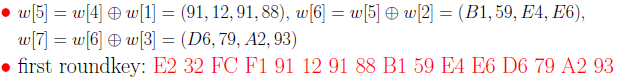 • w[5] = w[4] ⊕ w[1] = (91, 12, 91, 88), w[6] = w[5] ⊕ w[2] = (B1, 59, E4, E6),
w[7] = w[6] ⊕ w[3] = (D6, 79, A2, 93)
• first roundkey: E2 32 FC F1 91 12 91 88 B1 59 E4 E6 D6 79 A2 93